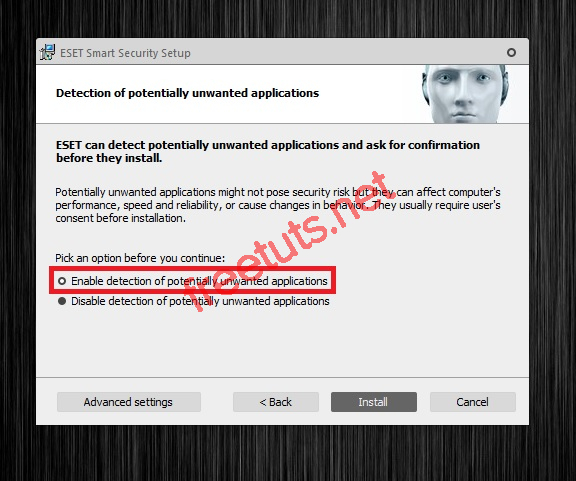 ESET Smart Security Setup
Detection of potentially unwanted applications
ESET can detect potentially unwanted applications and ask for confirmation
before they install.
Potentially unwanted applications might not pose security risk but they can affect computer's
performance, speed and reliability, or cause changes in behavior. They usually require user's
consent before installation.
Pick an option before you continue:
Enable detection of potentially unwanted applications
Disable detection of potentially unwanted applications
freetuts.net
Advanced settings
< Back
Install
Cancel